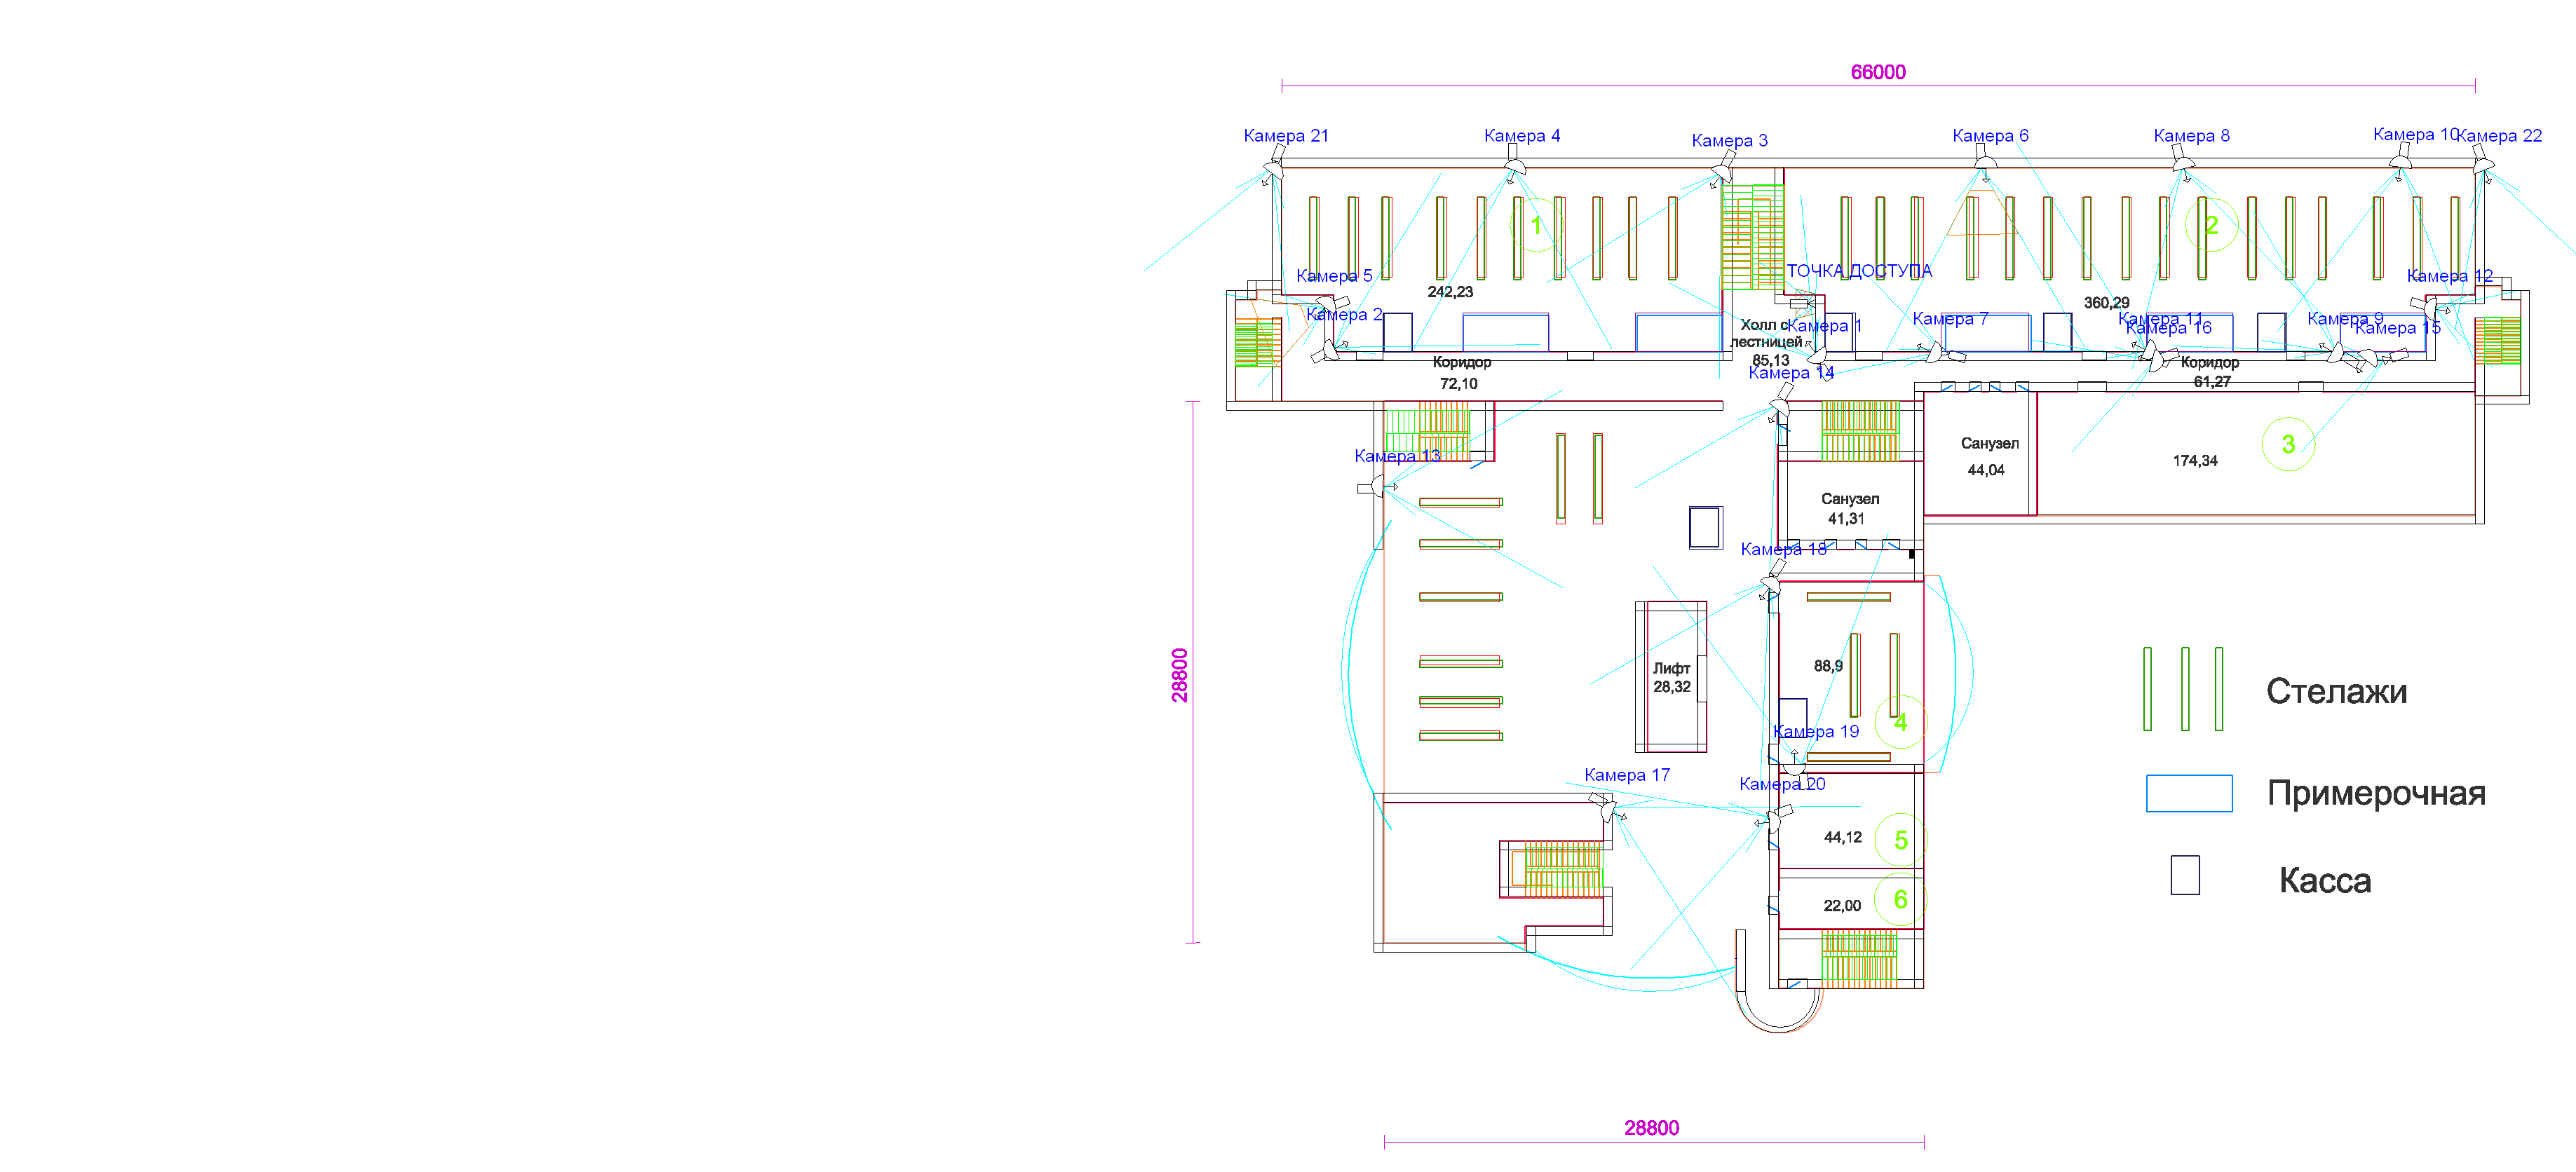 66000
Камера 21
Камера 4
Камера 3
Камера 6
Камера 8
Камера 10
Камера 22
1
2
Камера 5
ТОЧКА ДОСТУПА
Камера 12
242,23
360,29
Камера 2
Холл с
лестницей
85,13
Камера 1
Камера 7
Камера 11
Камера 16
Камера 9
Камера 15
Коридор
72,10
Коридор
61,27
Камера 14
Камера 13
Санузел
44,04
174,34
3
Санузел
41,31
Камера 18
28800
Лифт
28,32
88,9
4
Стелажи
Камера 19
Камера 17
Камера 20
Примерочная
44,12
5
Касса
22,00
6
28800